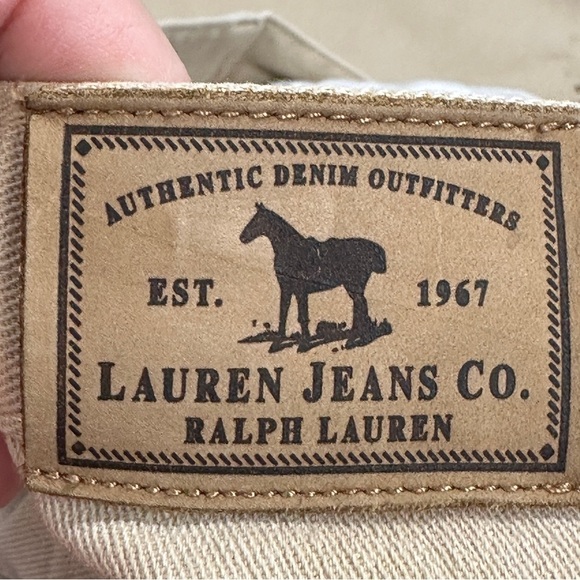 AUTHENTIC DENIM OUTFITTERS
EST. 1967
LAUREN JEANS CO.
RALPH LAUREN